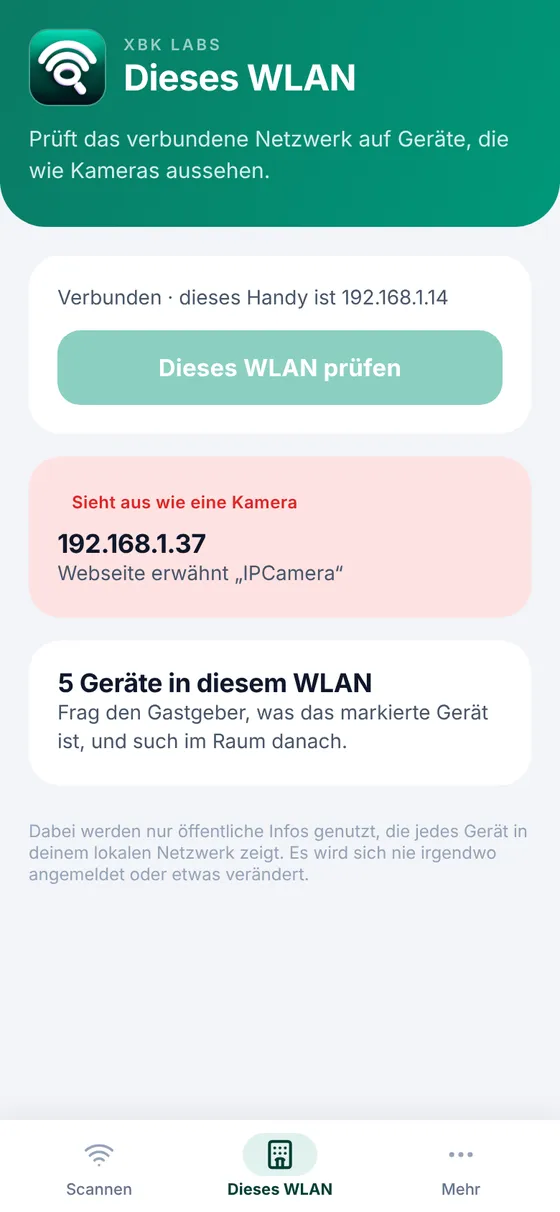 XBK LABS
Dieses WLAN
Prüft das verbundene Netzwerk auf Geräte, die
wie Kameras aussehen.
Verbunden · dieses Handy ist 192.168.1.14
Dieses WLAN prüfen
Sieht aus wie eine Kamera
192.168.1.37
Webseite erwähnt „IPCamera“
5 Geräte in diesem WLAN
Frag den Gastgeber, was das markierte Gerät
ist, und such im Raum danach.
Dabei werden nur öffentliche Infos genutzt, die jedes Gerät in
deinem lokalen Netzwerk zeigt. Es wird sich nie irgendwo
angemeldet oder etwas verändert.
Scannen
Dieses WLAN
Mehr